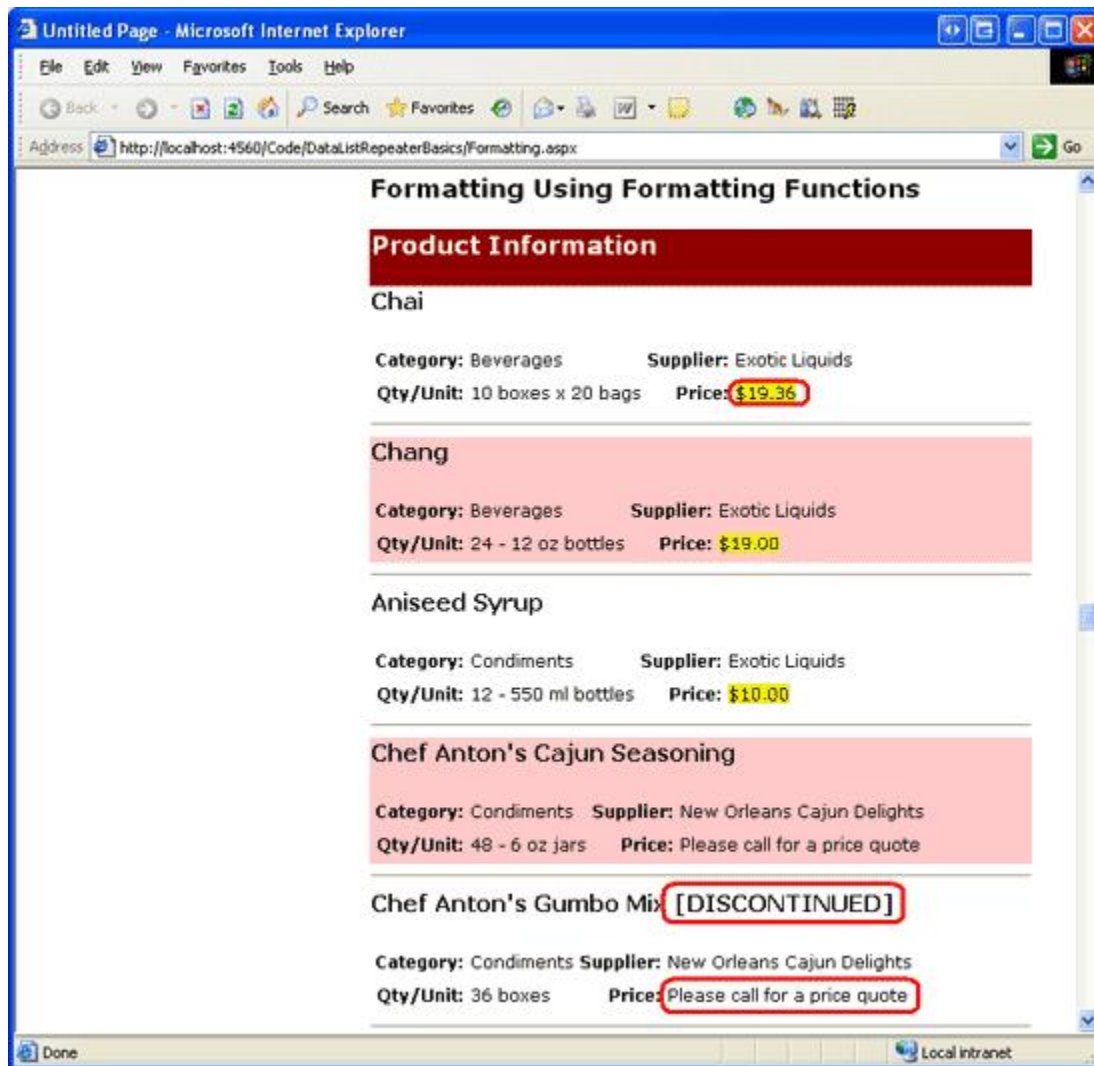 Untitled Page - Microsoft Internet Explorer
File Edit View Favorites Tools Help
Back Search Favorites
Address http://localhost:4560/Code/DataListRepeaterBasics/Formatting.aspx Go
Formatting Using Formatting Functions
Product Information
Chai
Category: Beverages Supplier: Exotic Liquids
Qty/Unit: 10 boxes x 20 bags Price: $19.36
Chang
Category: Beverages Supplier: Exotic Liquids
Qty/Unit: 24 - 12 oz bottles Price: $19.00
Aniseed Syrup
Category: Condiments Supplier: Exotic Liquids
Qty/Unit: 12 - 550 ml bottles Price: $10.00
Chef Anton's Cajun Seasoning
Category: Condiments Supplier: New Orleans Cajun Delights
Qty/Unit: 48 - 6 oz jars Price: Please call for a price quote
Chef Anton's Gumbo Mix [DISCONTINUED]
Category: Condiments Supplier: New Orleans Cajun Delights
Qty/Unit: 36 boxes Price: Please call for a price quote
Done Local intranet